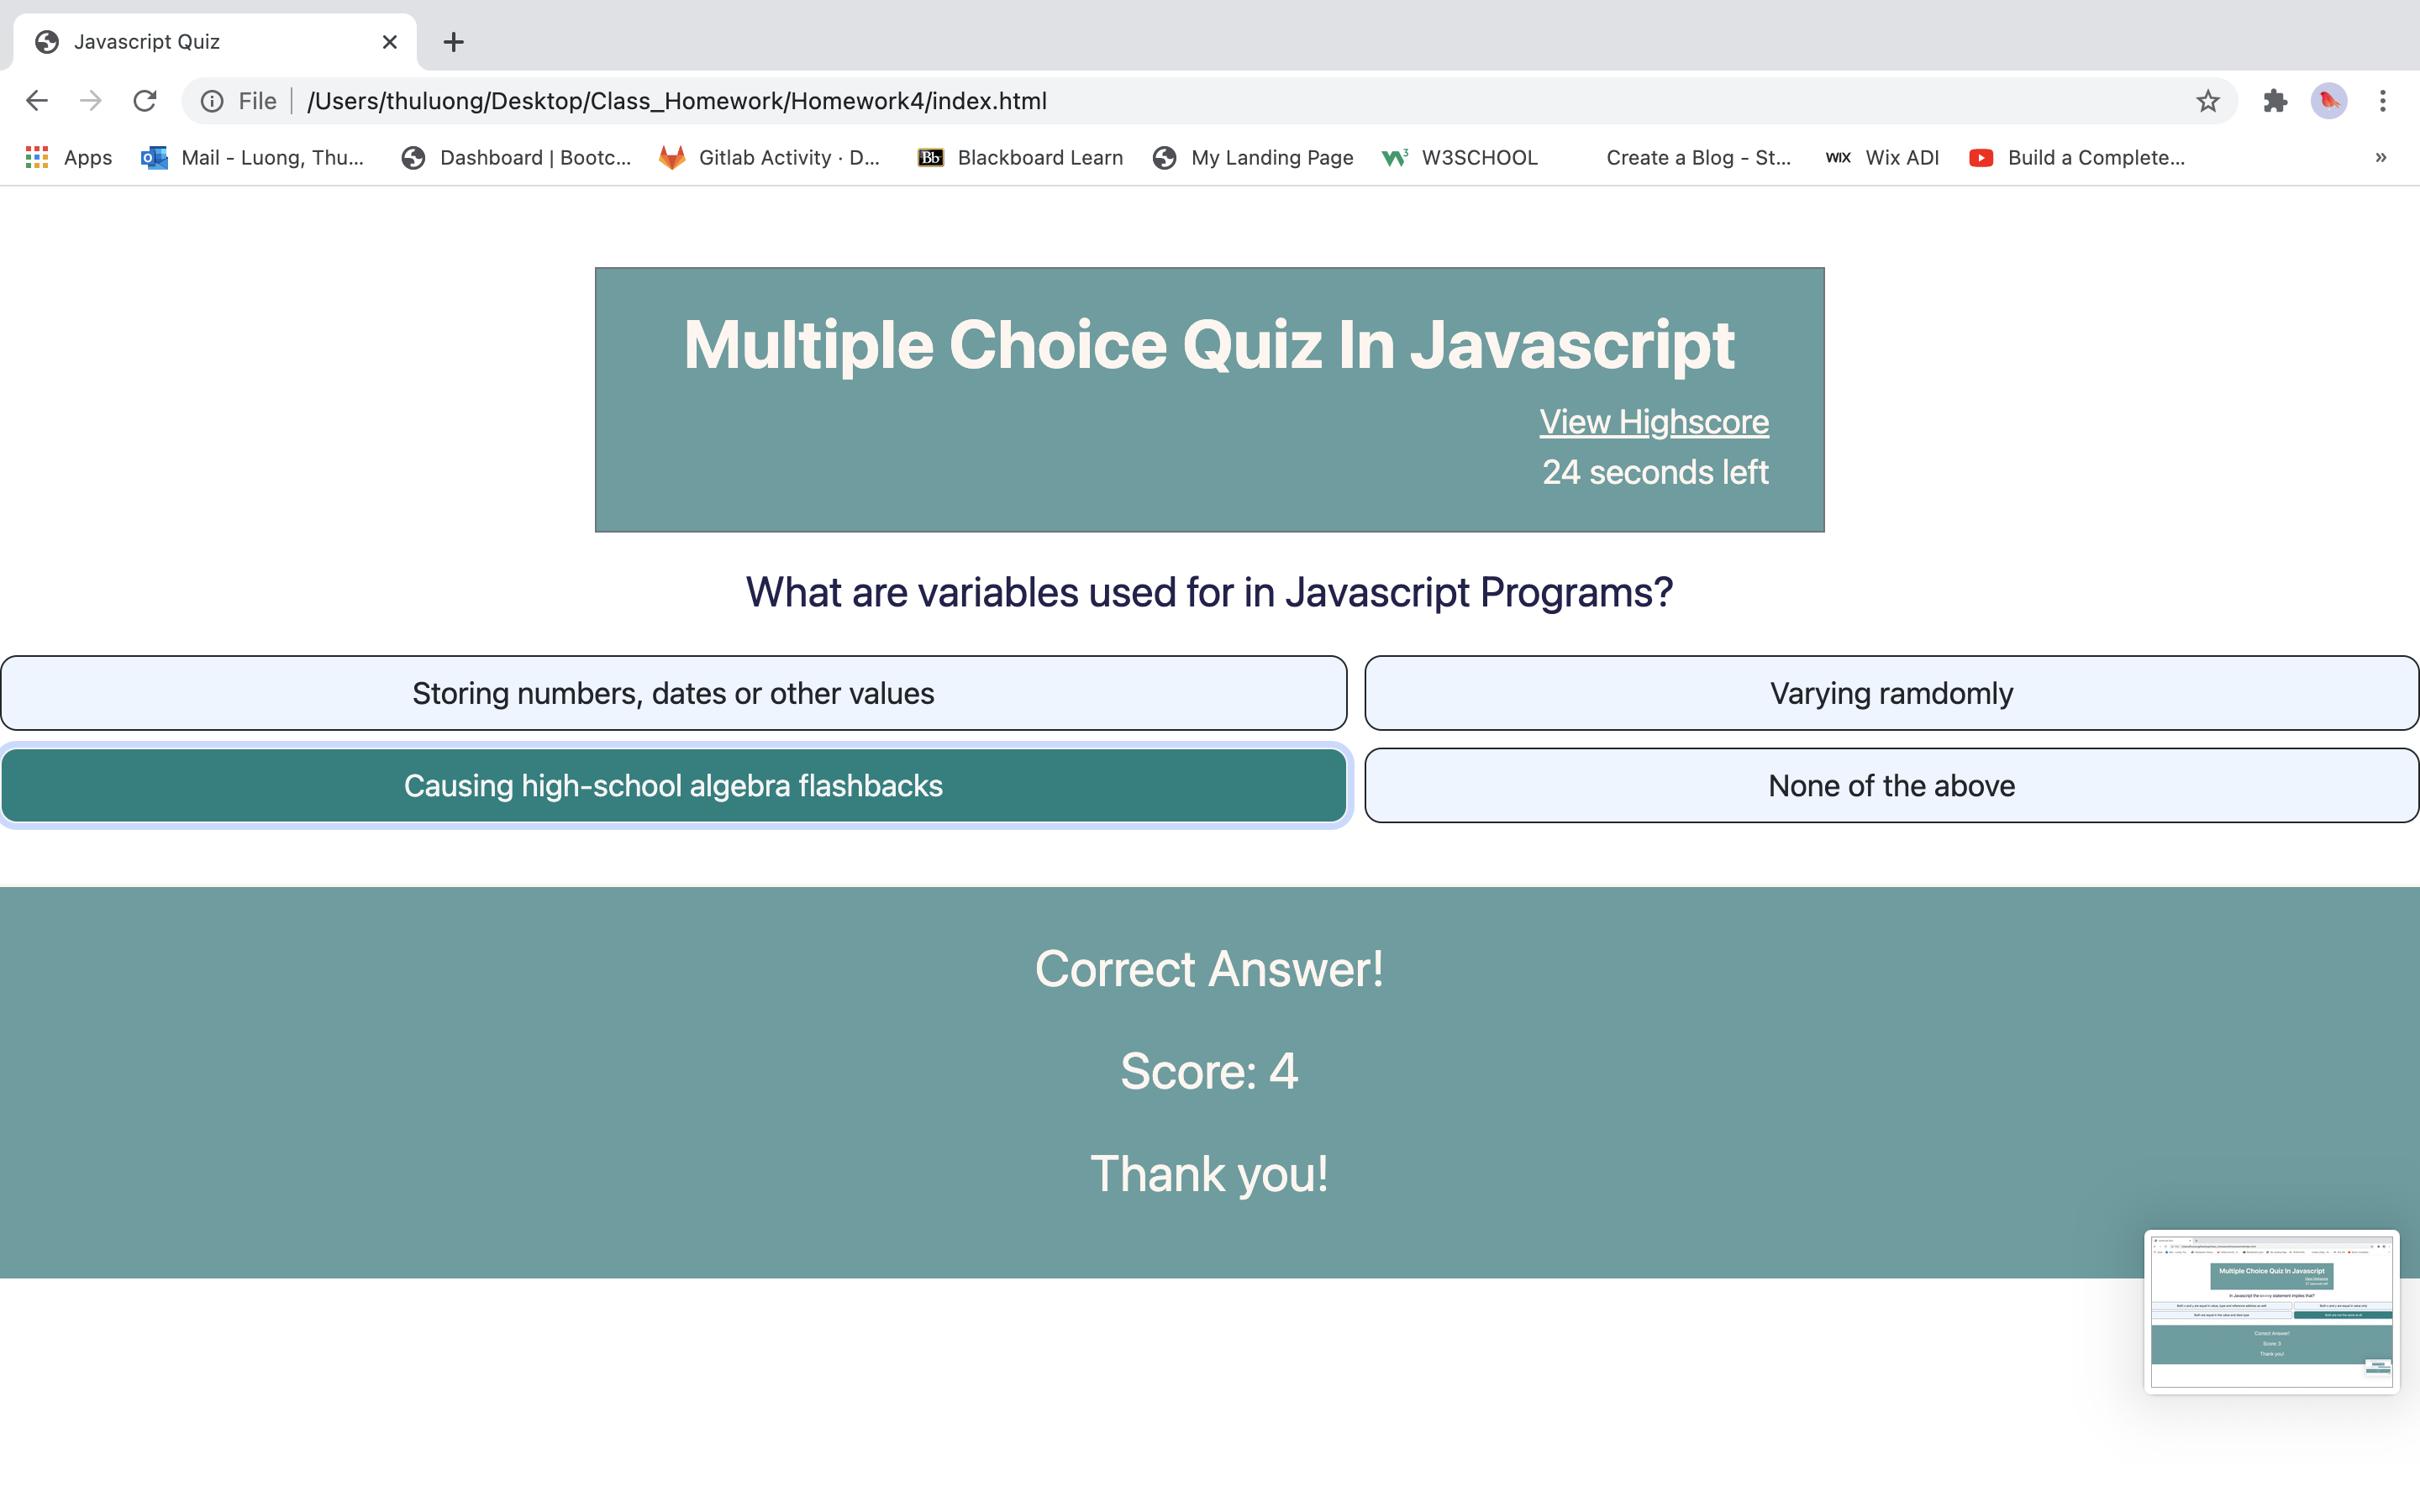 Javascript Quiz
File | /Users/thuluong/Desktop/Class_Homework/Homework4/index.html
Apps Mail - Luong, Thu... Dashboard | Bootc... Gitlab Activity · D... Bb Blackboard Learn My Landing Page W3SCHOOL Create a Blog - St... WIX Wix ADI Build a Complete... »
Multiple Choice Quiz In Javascript
View Highscore
24 seconds left
What are variables used for in Javascript Programs?
Storing numbers, dates or other values
Varying ramdomly
Causing high-school algebra flashbacks
None of the above
Correct Answer!
Score: 4
Thank you!
Multiple Choice Quiz In Javascript
Correct Answer!
Score: 3
Thank you!